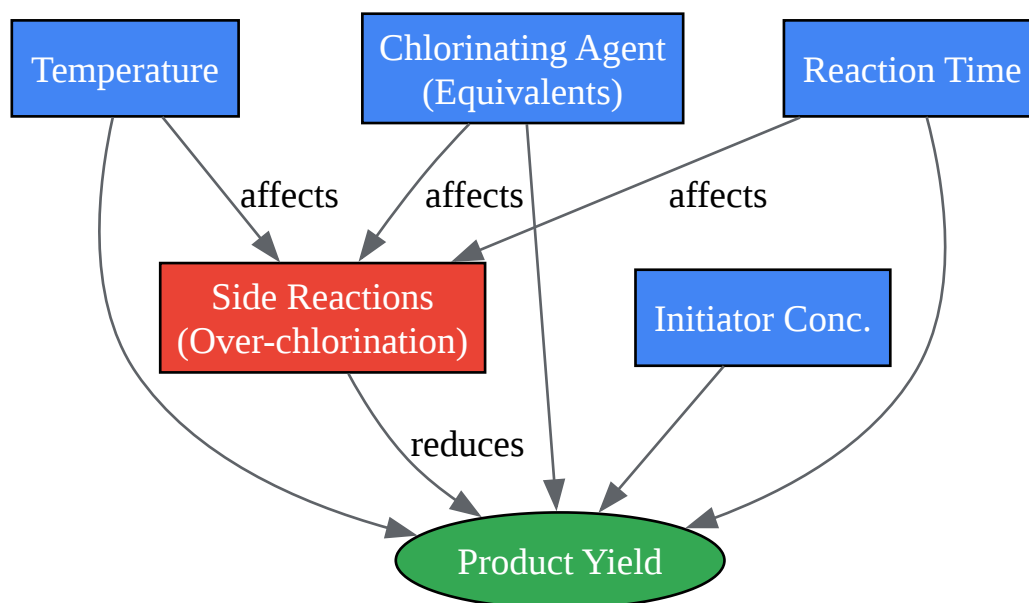 Temperature
Chlorinating Agent
(Equivalents)
Reaction Time
affects
affects
affects
Side Reactions
(Over-chlorination)
Initiator Conc.
reduces
Product Yield